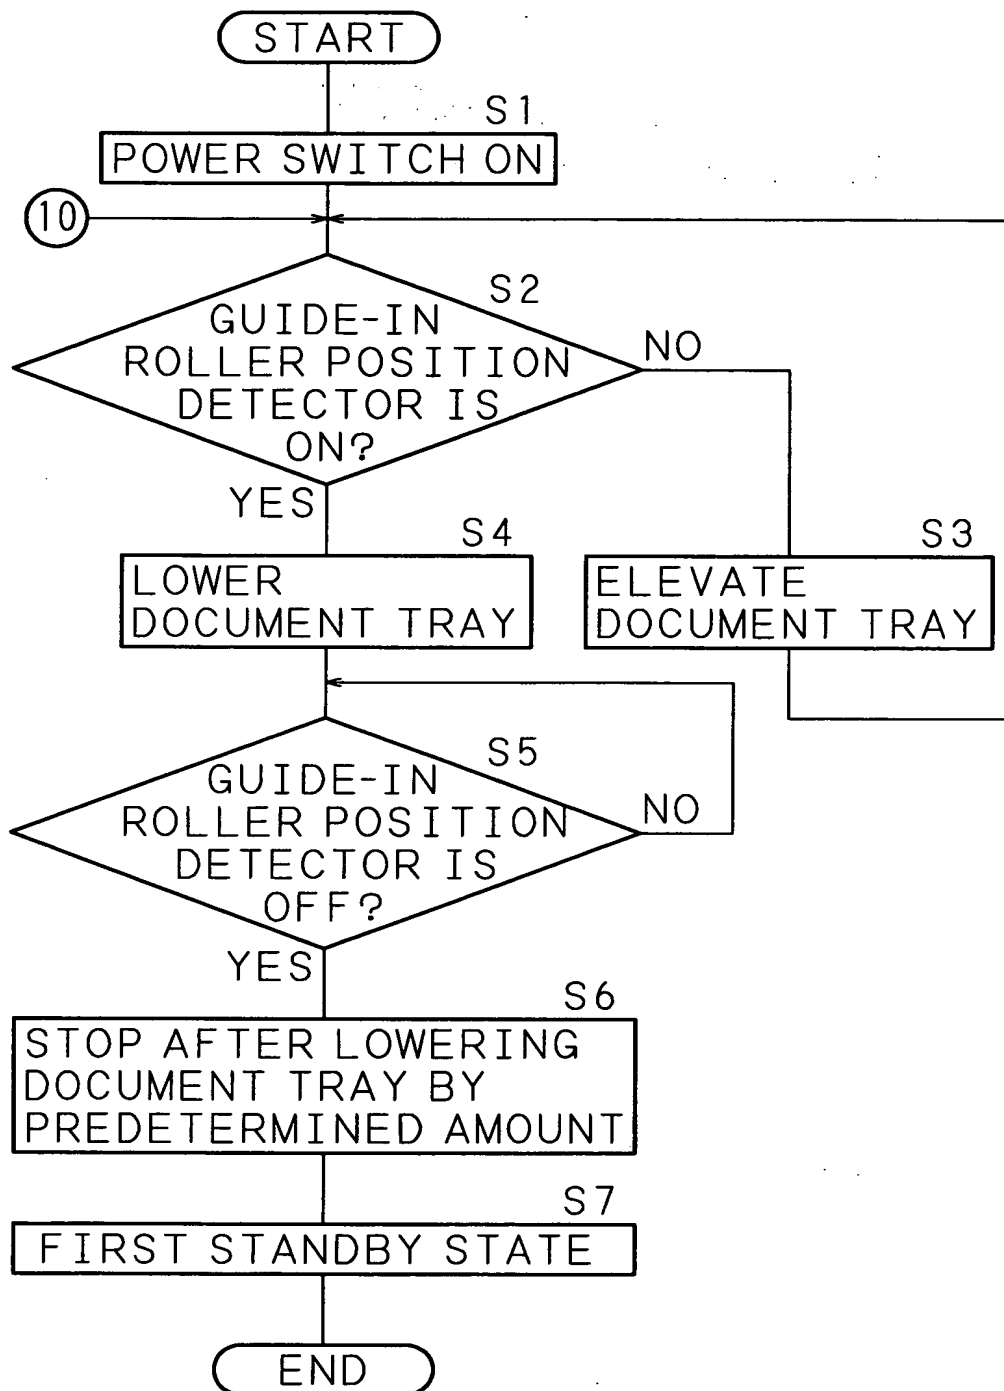 START
S1
POWER SWITCH ON
10
S2
GUIDE-IN
ROLLER POSITION
DETECTOR IS
ON?
NO
YES
S4
LOWER
DOCUMENT TRAY
S3
ELEVATE
DOCUMENT TRAY
S5
GUIDE-IN
ROLLER POSITION
DETECTOR IS
OFF?
NO
YES
S6
STOP AFTER LOWERING
DOCUMENT TRAY BY
PREDETERMINED AMOUNT
S7
FIRST STANDBY STATE
END